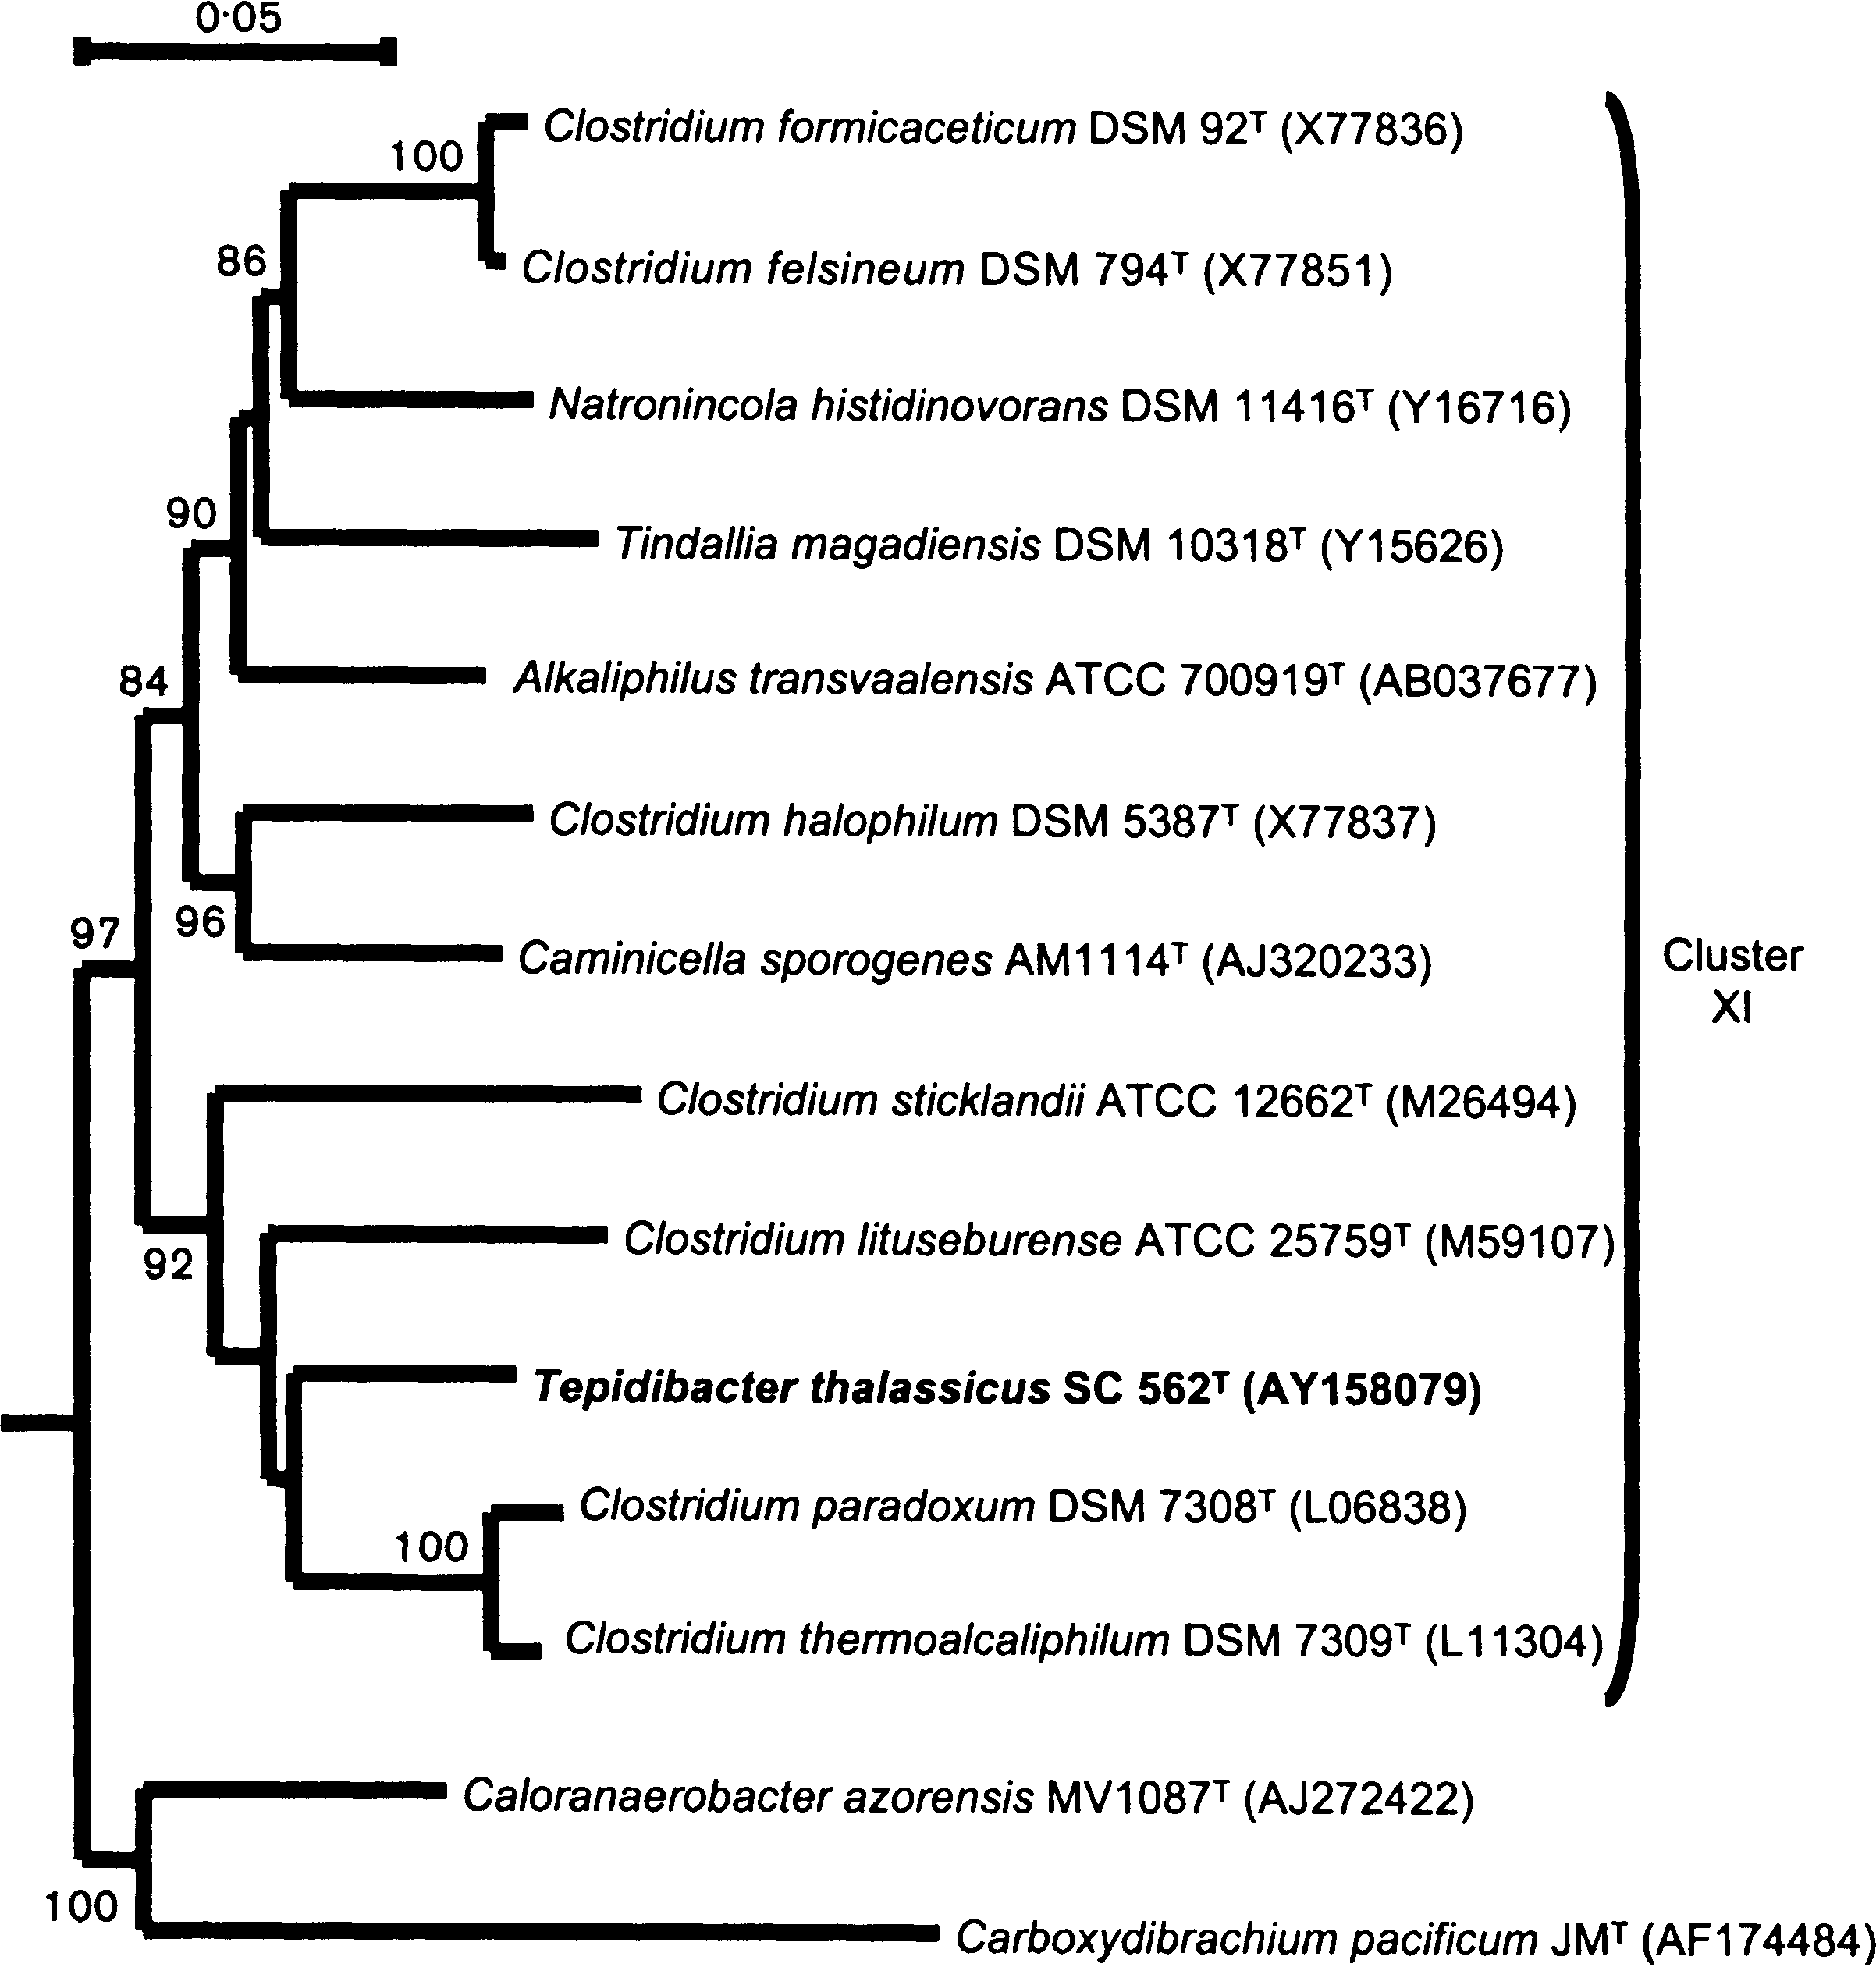 0·05
Clostridium formicaceticum DSM 92ᵀ (X77836)
100
86
Clostridium felsineum DSM 794ᵀ (X77851)
Natronincola histidinovorans DSM 11416ᵀ (Y16716)
90
Tindallia magadiensis DSM 10318ᵀ (Y15626)
84
Alkaliphilus transvaalensis ATCC 700919ᵀ (AB037677)
Clostridium halophilum DSM 5387ᵀ (X77837)
97
96
Caminicella sporogenes AM1114ᵀ (AJ320233)
Cluster
XI
Clostridium sticklandii ATCC 12662ᵀ (M26494)
Clostridium lituseburense ATCC 25759ᵀ (M59107)
92
Tepidibacter thalassicus SC 562ᵀ (AY158079)
Clostridium paradoxum DSM 7308ᵀ (L06838)
100
Clostridium thermoalcaliphilum DSM 7309ᵀ (L11304)
Caloranaerobacter azorensis MV1087ᵀ (AJ272422)
100
Carboxydibrachium pacificum JMᵀ (AF174484)